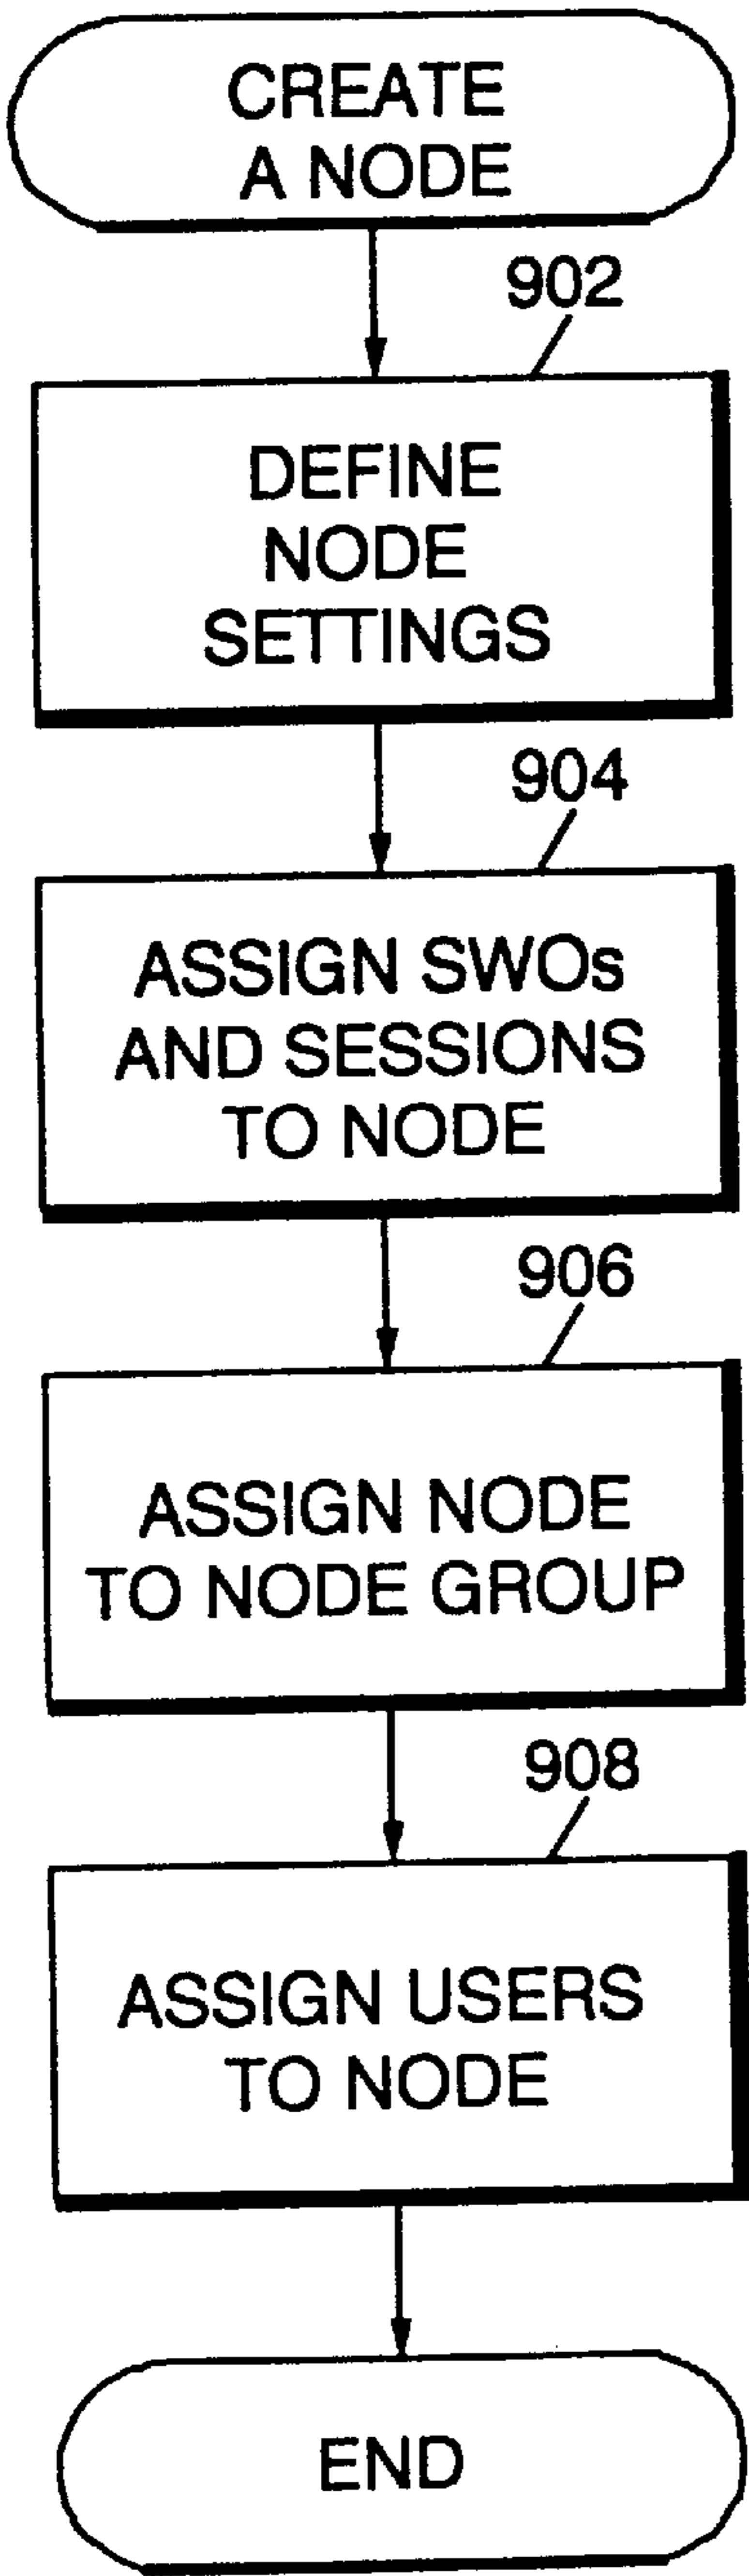 CREATE
A NODE
902
DEFINE
NODE
SETTINGS
904
ASSIGN SWOs
AND SESSIONS
TO NODE
906
ASSIGN NODE
TO NODE GROUP
908
ASSIGN USERS
TO NODE
END